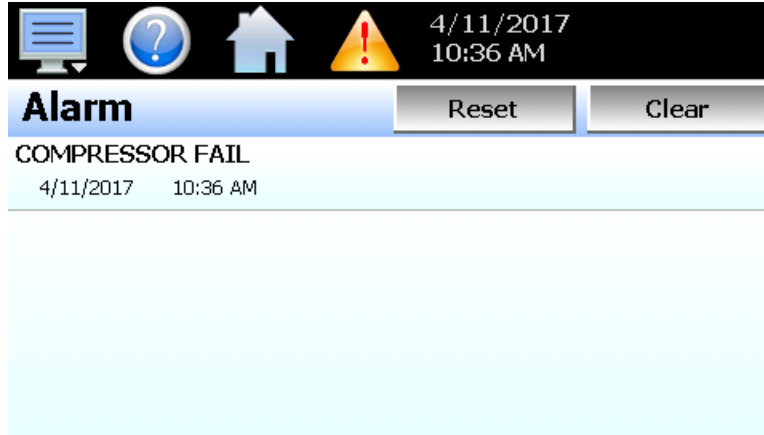 4/11/2017
10:36 AM
Alarm Reset Clear
COMPRESSOR FAIL
4/11/2017 10:36 AM